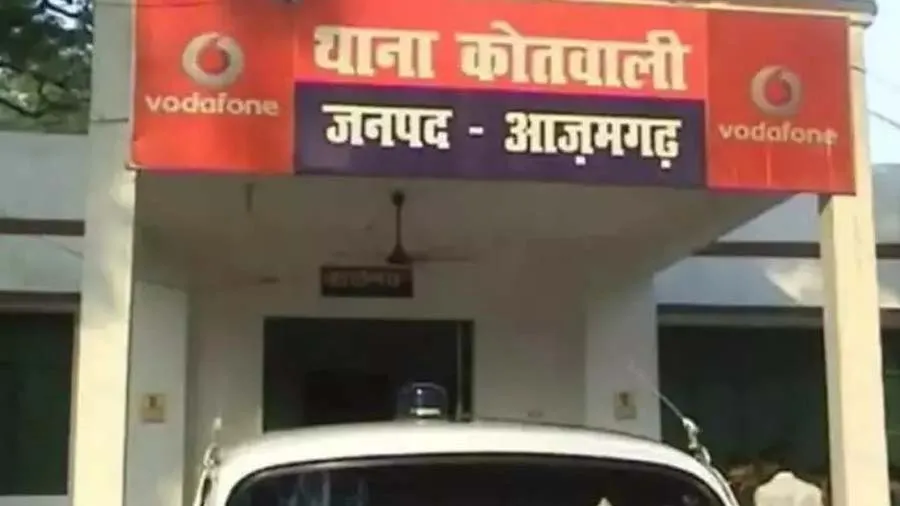 vodafone
थाना कोतवाली
जनपद - आज़मगढ़
vodafone